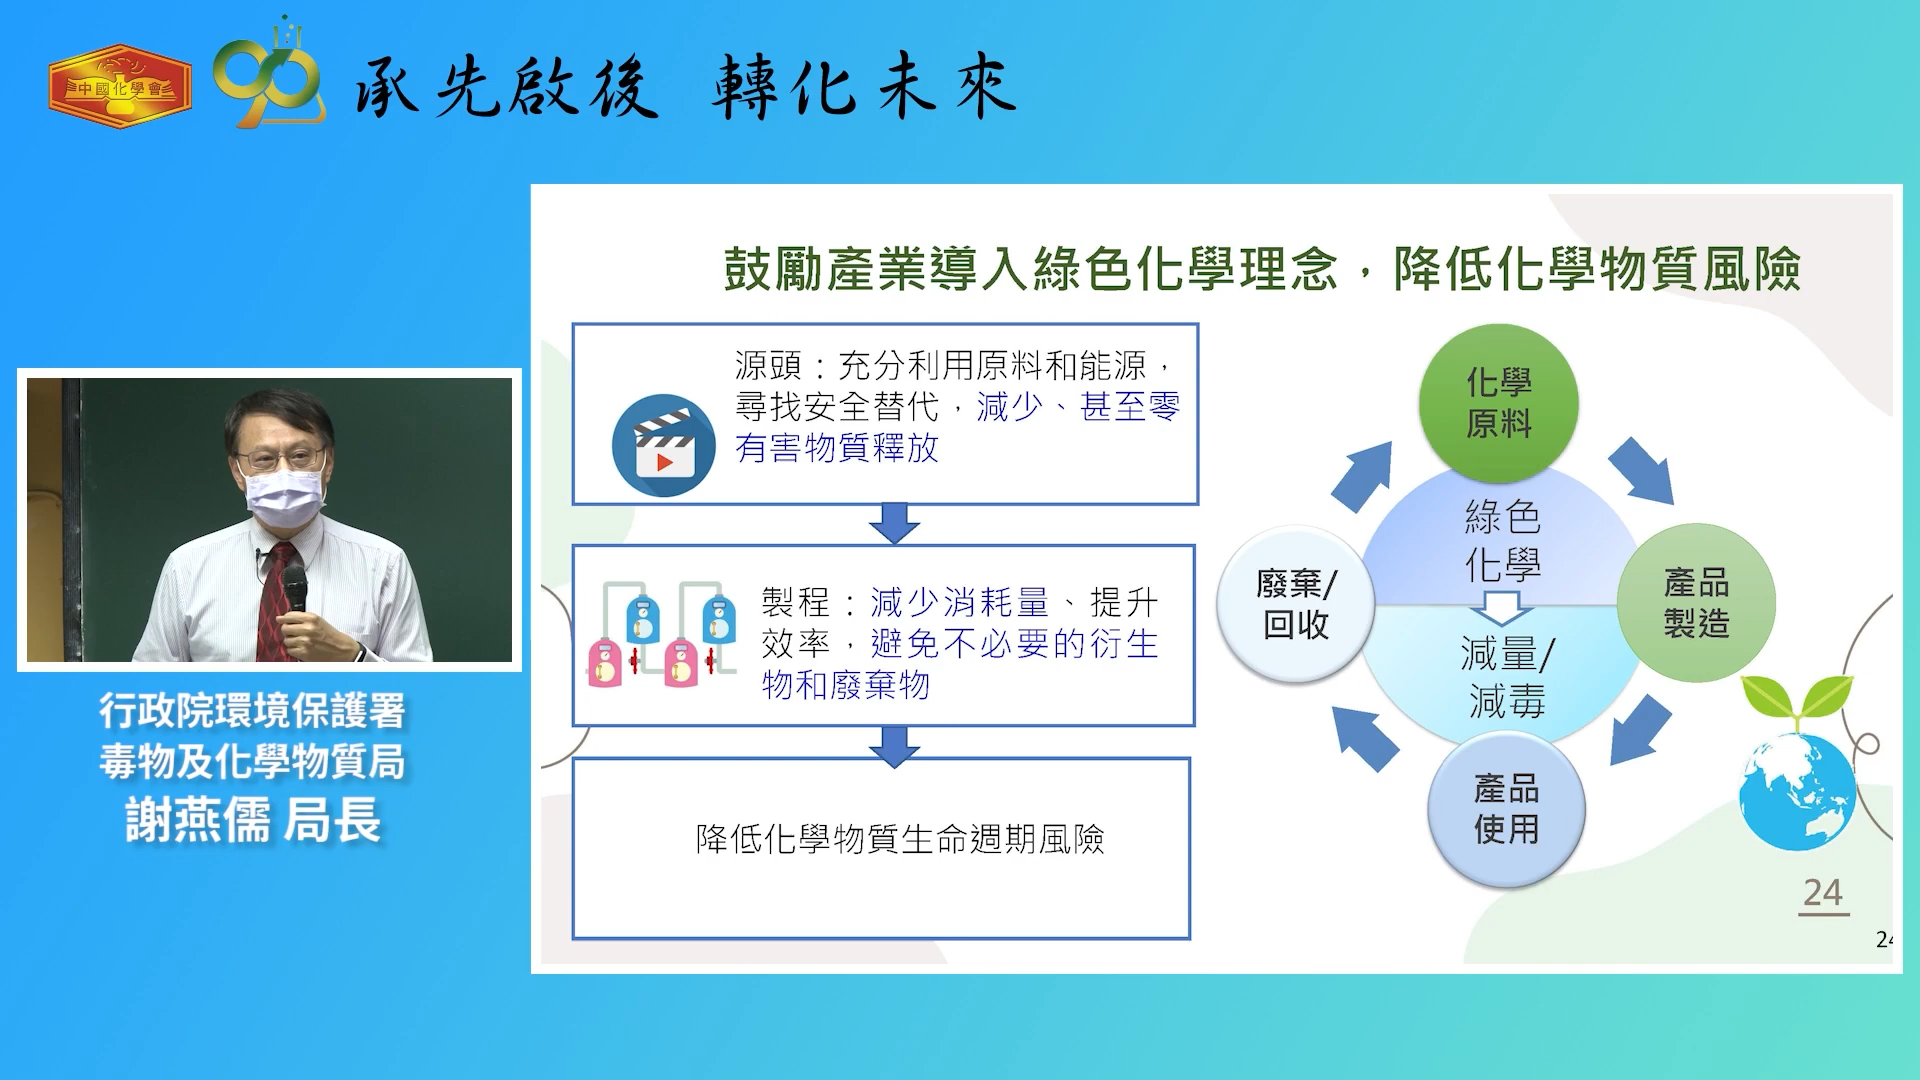 中國化學會
90
承先啟後 轉化未來
鼓勵產業導入綠色化學理念，降低化學物質風險
源頭：充分利用原料和能源，
尋找安全替代，減少、甚至零
有害物質釋放
製程：減少消耗量、提升
效率，避免不必要的衍生
物和廢棄物
降低化學物質生命週期風險
化學
原料
綠色
化學
減量/
減毒
廢棄/
回收
產品
製造
產品
使用
24
24
行政院環境保護署
毒物及化學物質局
謝燕儒 局長